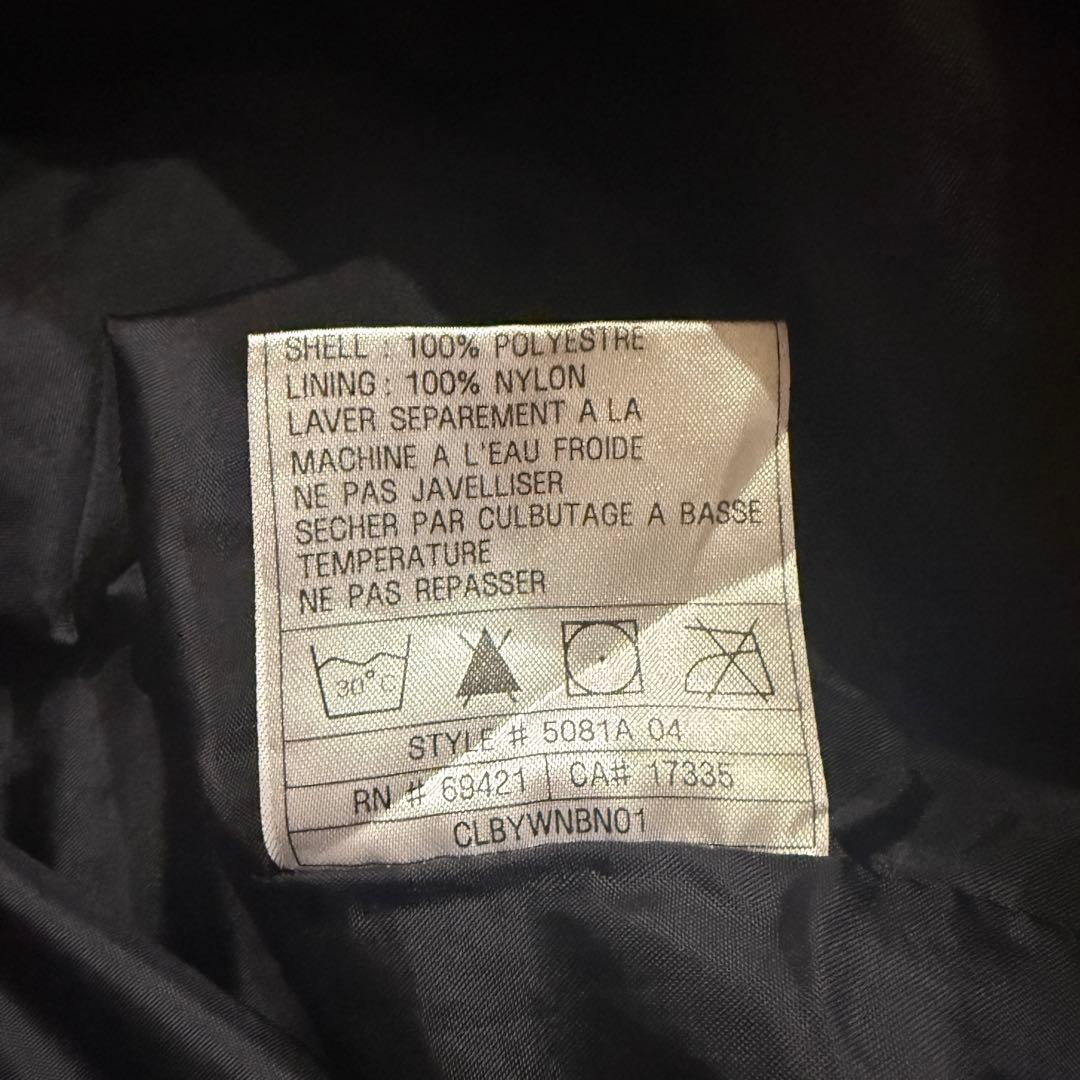 SHELL : 100% POLYESTRE
LINING : 100% NYLON
LAVER SEPAREMENT A LA
MACHINE A L'EAU FROIDE
NE PAS JAVELLISER
SECHER PAR CULBUTAGE A BASSE
TEMPERATURE
NE PAS REPASSER
30°C
STYLE # 5081A 04
RN # 69421 CA# 17335
CLBYWNBN01